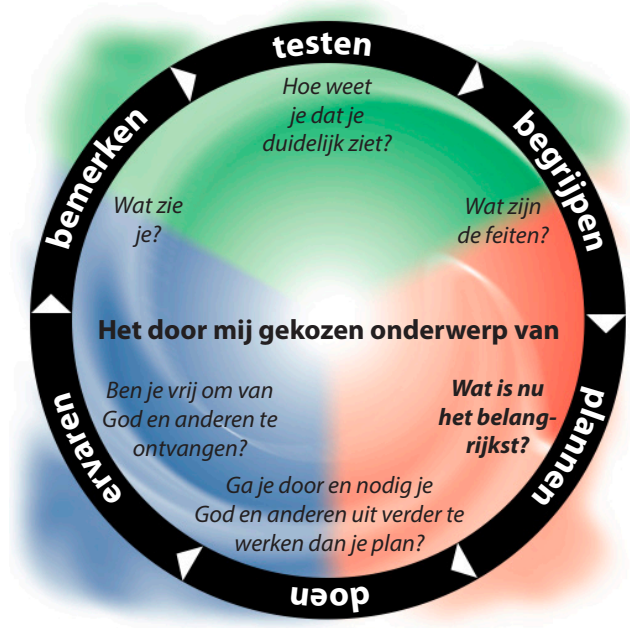 testen
Hoe weet
je dat je
duidelijk ziet?
begrijpen
Wat zijn
de feiten?
plannen
Wat is nu
het belang-
rijkst?
doen
Ga je door en nodig je
God en anderen uit verder te
werken dan je plan?
ervaren
Ben je vrij om van
God en anderen te
ontvangen?
bemerken
Wat zie
je?
Het door mij gekozen onderwerp van